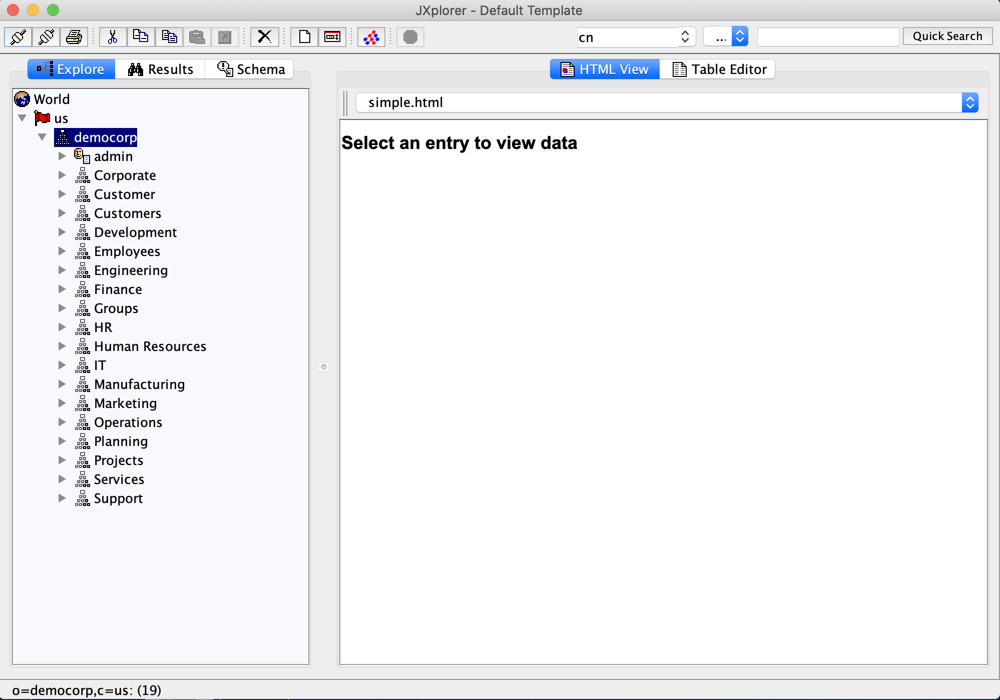 JXplorer - Default Template
cn
...
Quick Search
Explore
Results
Schema
HTML View
Table Editor
World
us
democorp
admin
Corporate
Customer
Customers
Development
Employees
Engineering
Finance
Groups
HR
Human Resources
IT
Manufacturing
Marketing
Operations
Planning
Projects
Services
Support
simple.html
Select an entry to view data
o=democorp,c=us: (19)